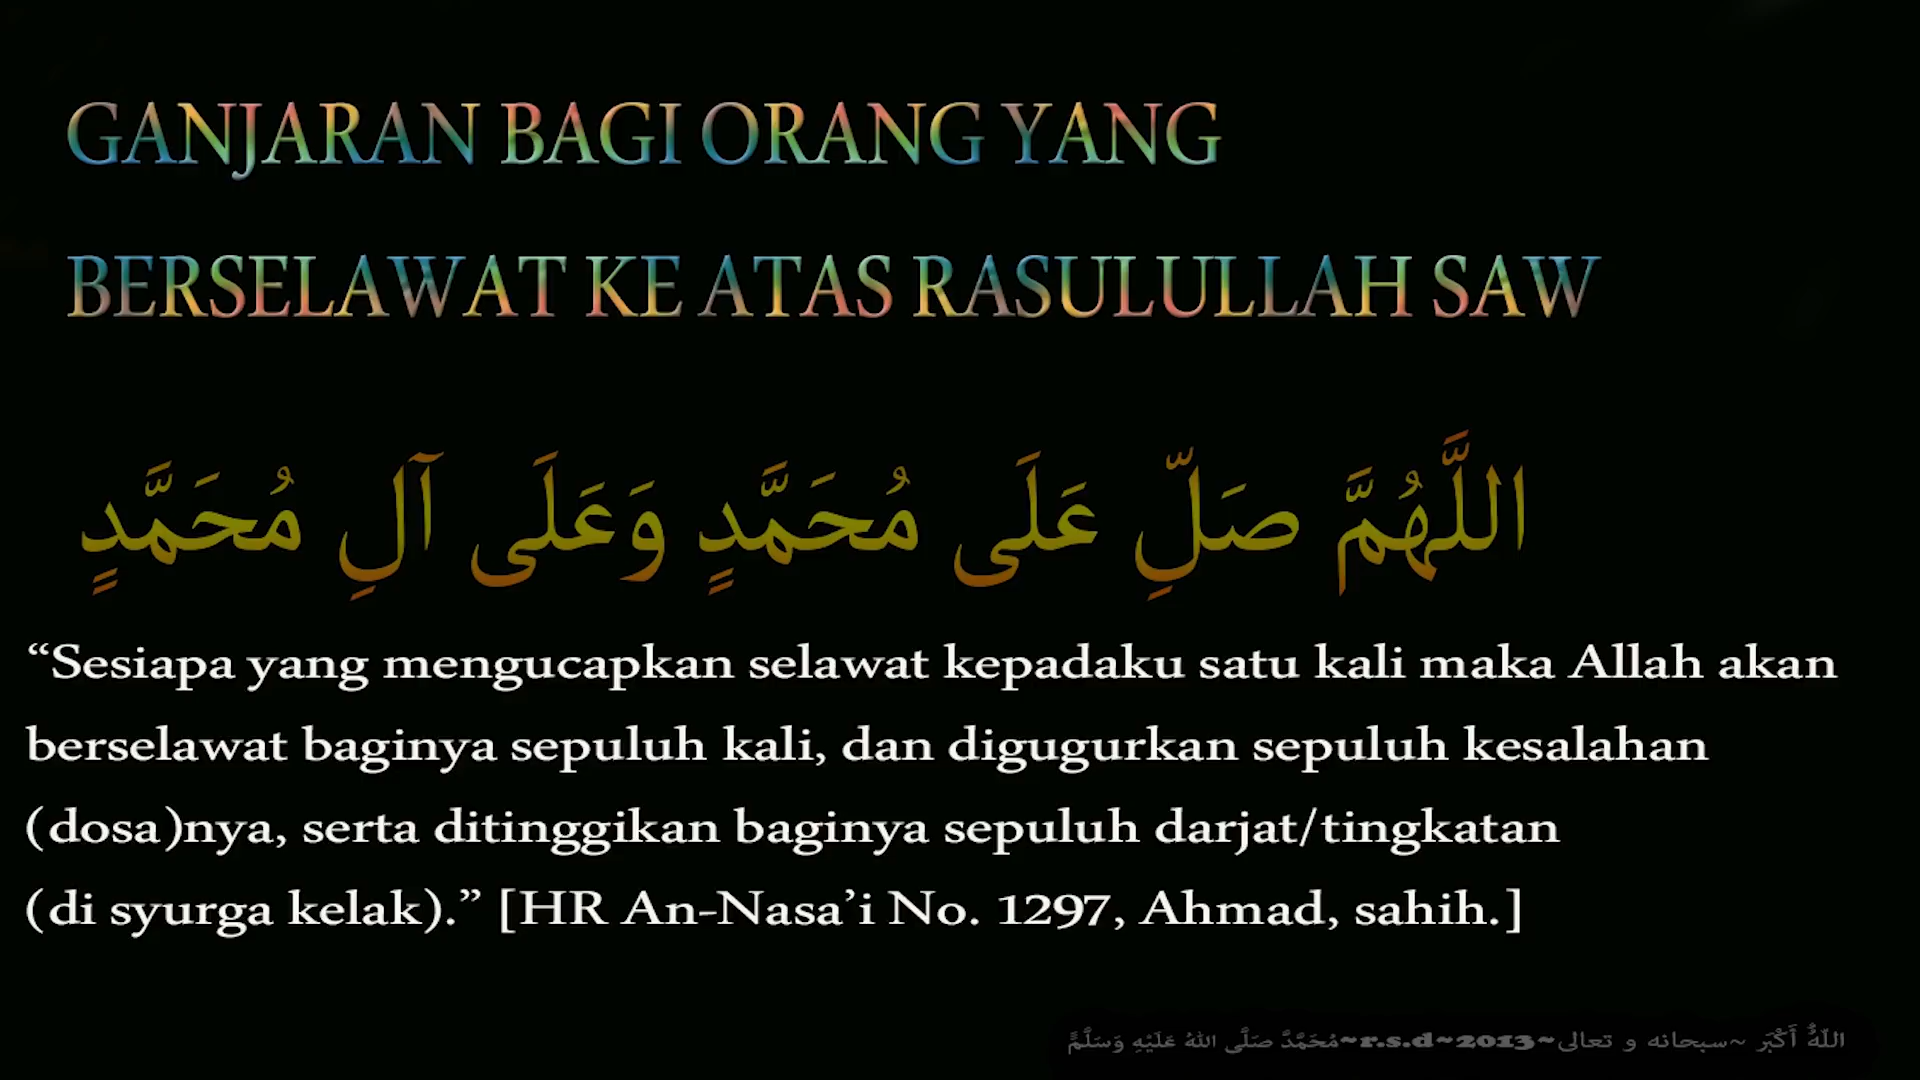 GANJARAN BAGI ORANG YANG
BERSELAWAT KE ATAS RASULULLAH SAW
اللَّهُمَّ صَلِّ عَلَى مُحَمَّدٍ وَعَلَى آلِ مُحَمَّدٍ
“Sesiapa yang mengucapkan selawat kepadaku satu kali maka Allah akan
berselawat baginya sepuluh kali, dan digugurkan sepuluh kesalahan
(dosa)nya, serta ditinggikan baginya sepuluh darjat/tingkatan
(di syurga kelak).” [HR An-Nasa’i No. 1297, Ahmad, sahih.]
اللّٰهُ أَكْبَر ~سبحانه و تعالى~r.s.d~2013~مُحَمَّدٌ صَلَّى اللهُ عَلَيْهِ وَسَلَّمَ